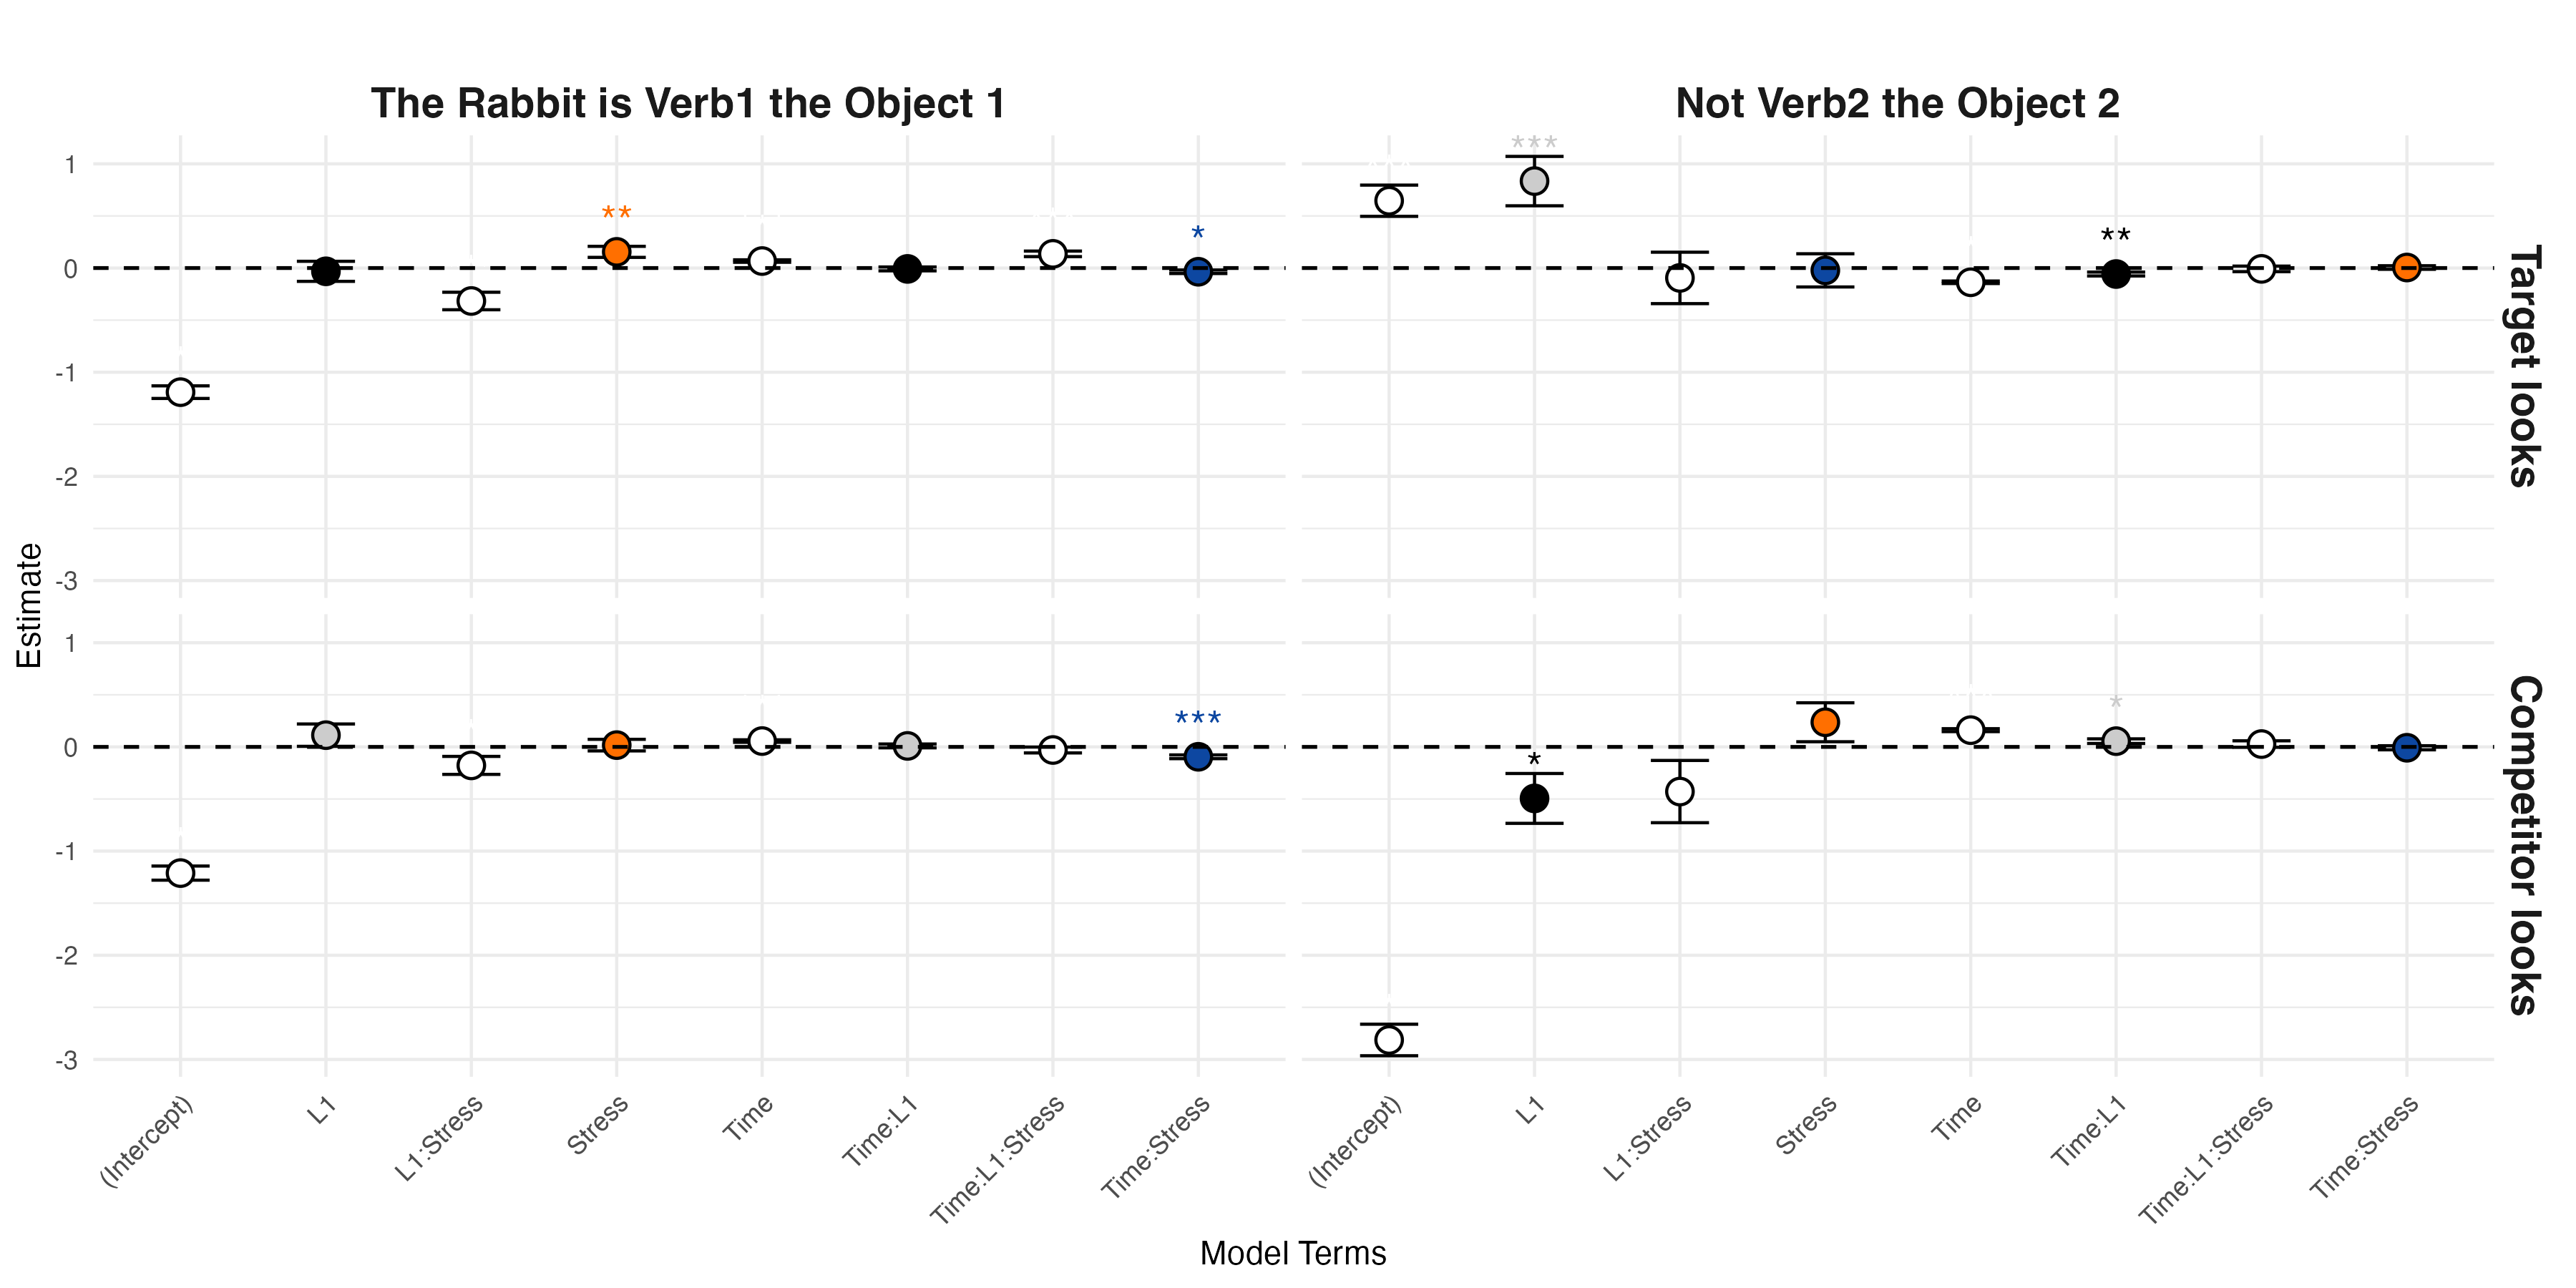 The Rabbit is Verb1 the Object 1
Not Verb2 the Object 2
1
0
-1
-2
-3
**
*
***
**
Target looks
1
0
-1
-2
-3
***
*
*
Competitor looks
Estimate
(Intercept)
L1
L1:Stress
Stress
Time
Time:L1
Time:L1:Stress
Time:Stress
(Intercept)
L1
L1:Stress
Stress
Time
Time:L1
Time:L1:Stress
Time:Stress
Model Terms